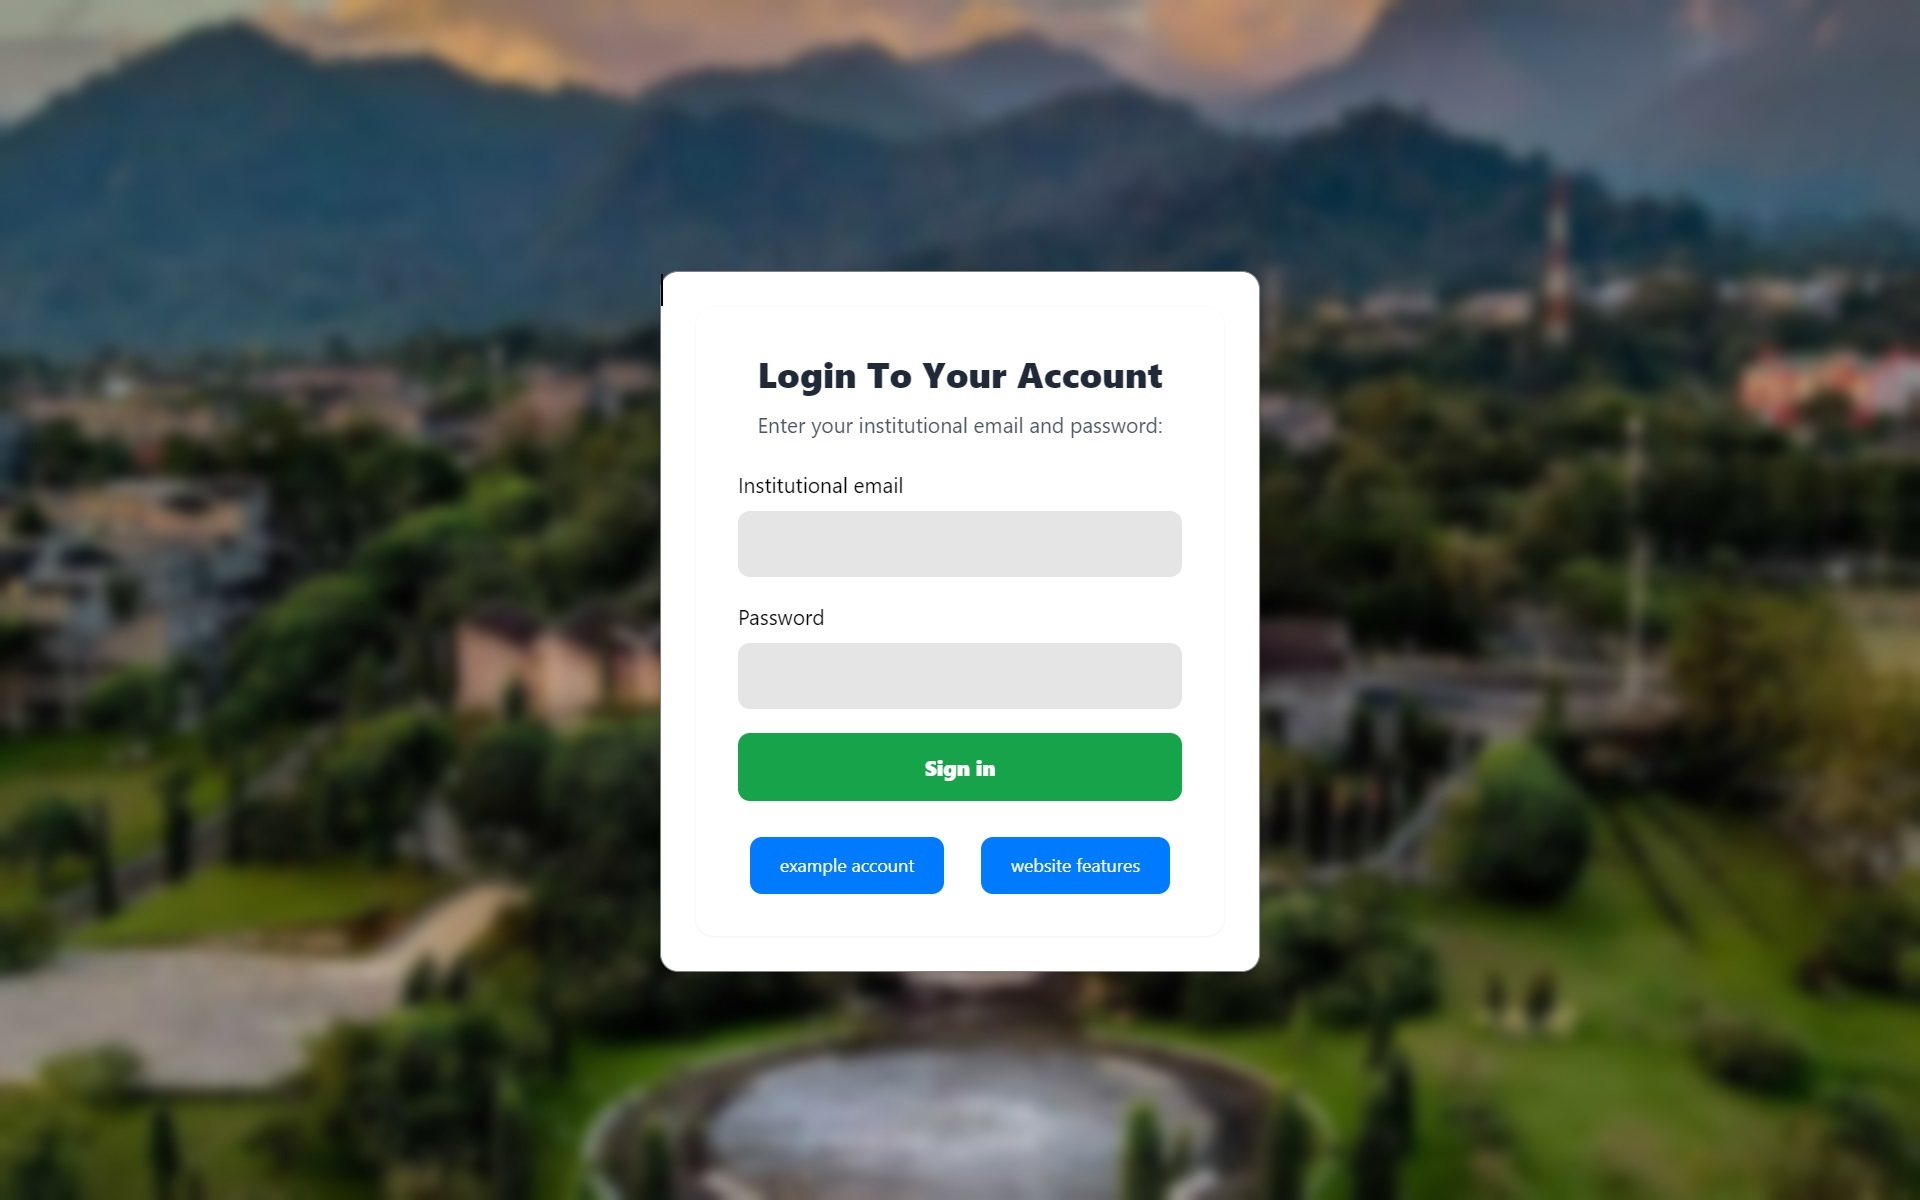 Login To Your Account
Enter your institutional email and password:
Institutional email
Password
Sign in
example account
website features